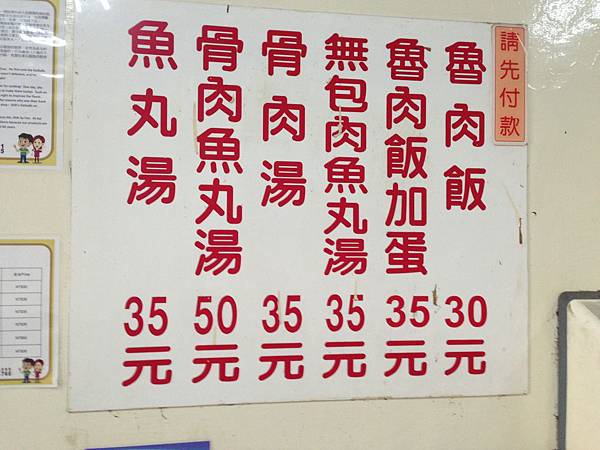 請先付款
魯肉飯 30元
魯肉飯加蛋 35元
無包肉魚丸湯 35元
骨肉湯 35元
骨肉魚丸湯 50元
魚丸湯 35元